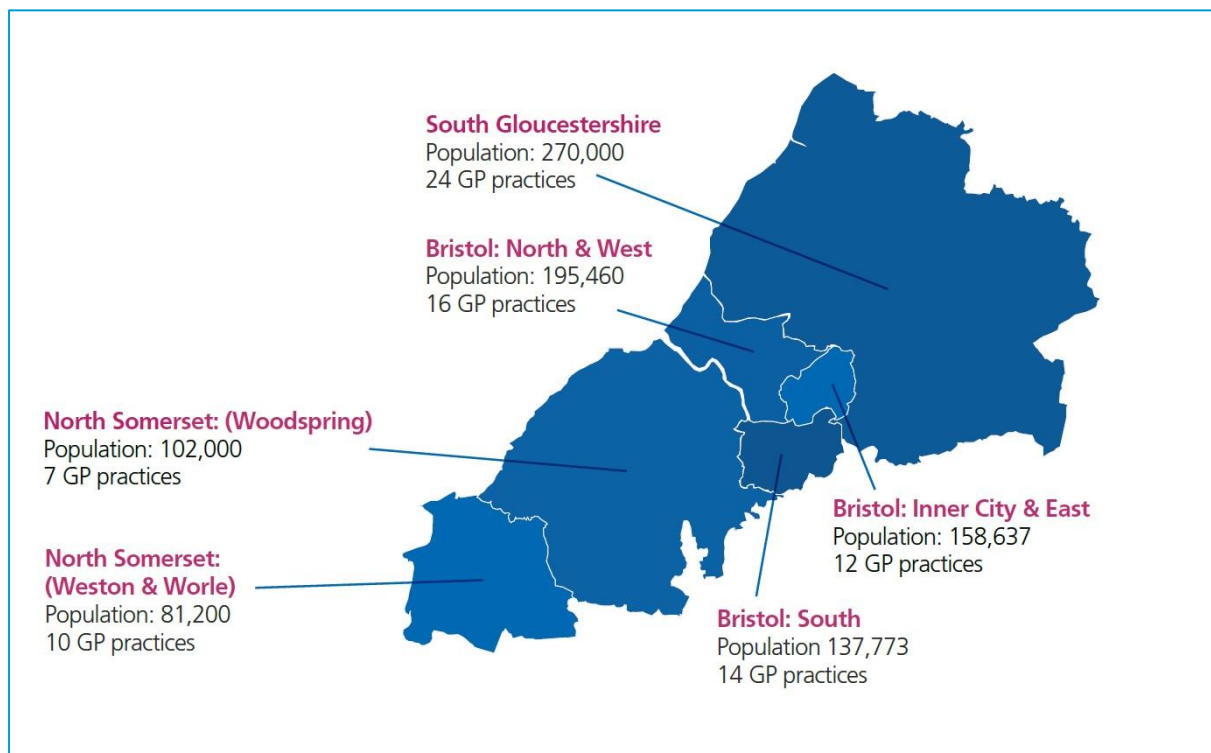 South Gloucestershire
Population: 270,000
24 GP practices
Bristol: North & West
Population: 195,460
16 GP practices
North Somerset: (Woodspring)
Population: 102,000
7 GP practices
North Somerset:
(Weston & Worle)
Population: 81,200
10 GP practices
Bristol: Inner City & East
Population: 158,637
12 GP practices
Bristol: South
Population 137,773
14 GP practices